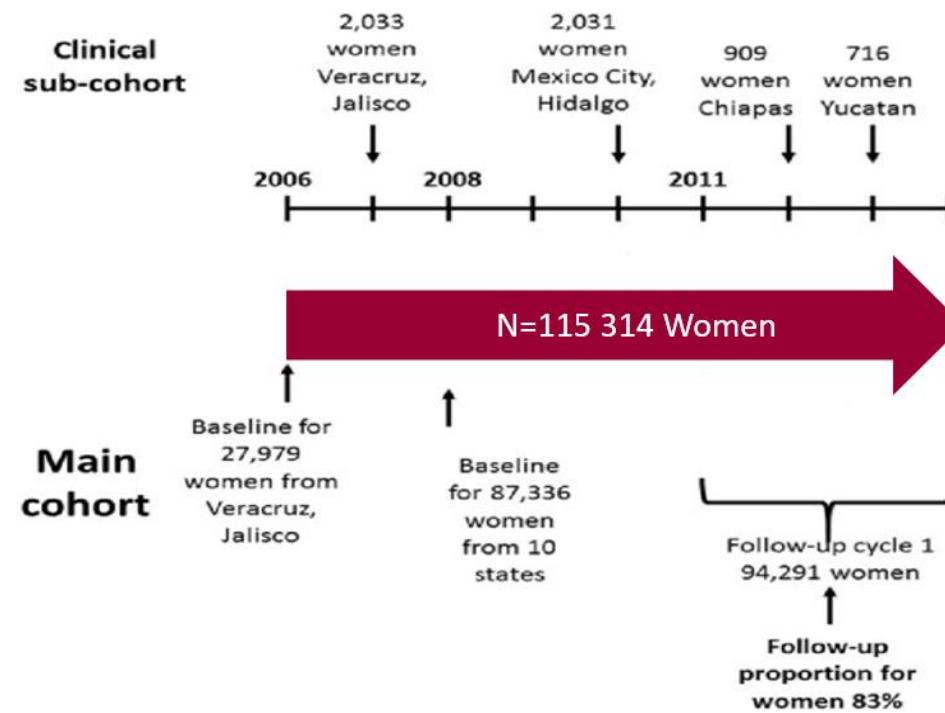 Clinical
sub-cohort
2,033
women
Veracruz,
Jalisco
2,031
women
Mexico City,
Hidalgo
909
women
Chiapas
716
women
Yucatan
2006
2008
2011
N=115 314 Women
Main
cohort
Baseline for
27,979
women from
Veracruz,
Jalisco
Baseline
for 87,336
women
from 10
states
Follow-up cycle 1
94,291 women
Follow-up
proportion for
women 83%